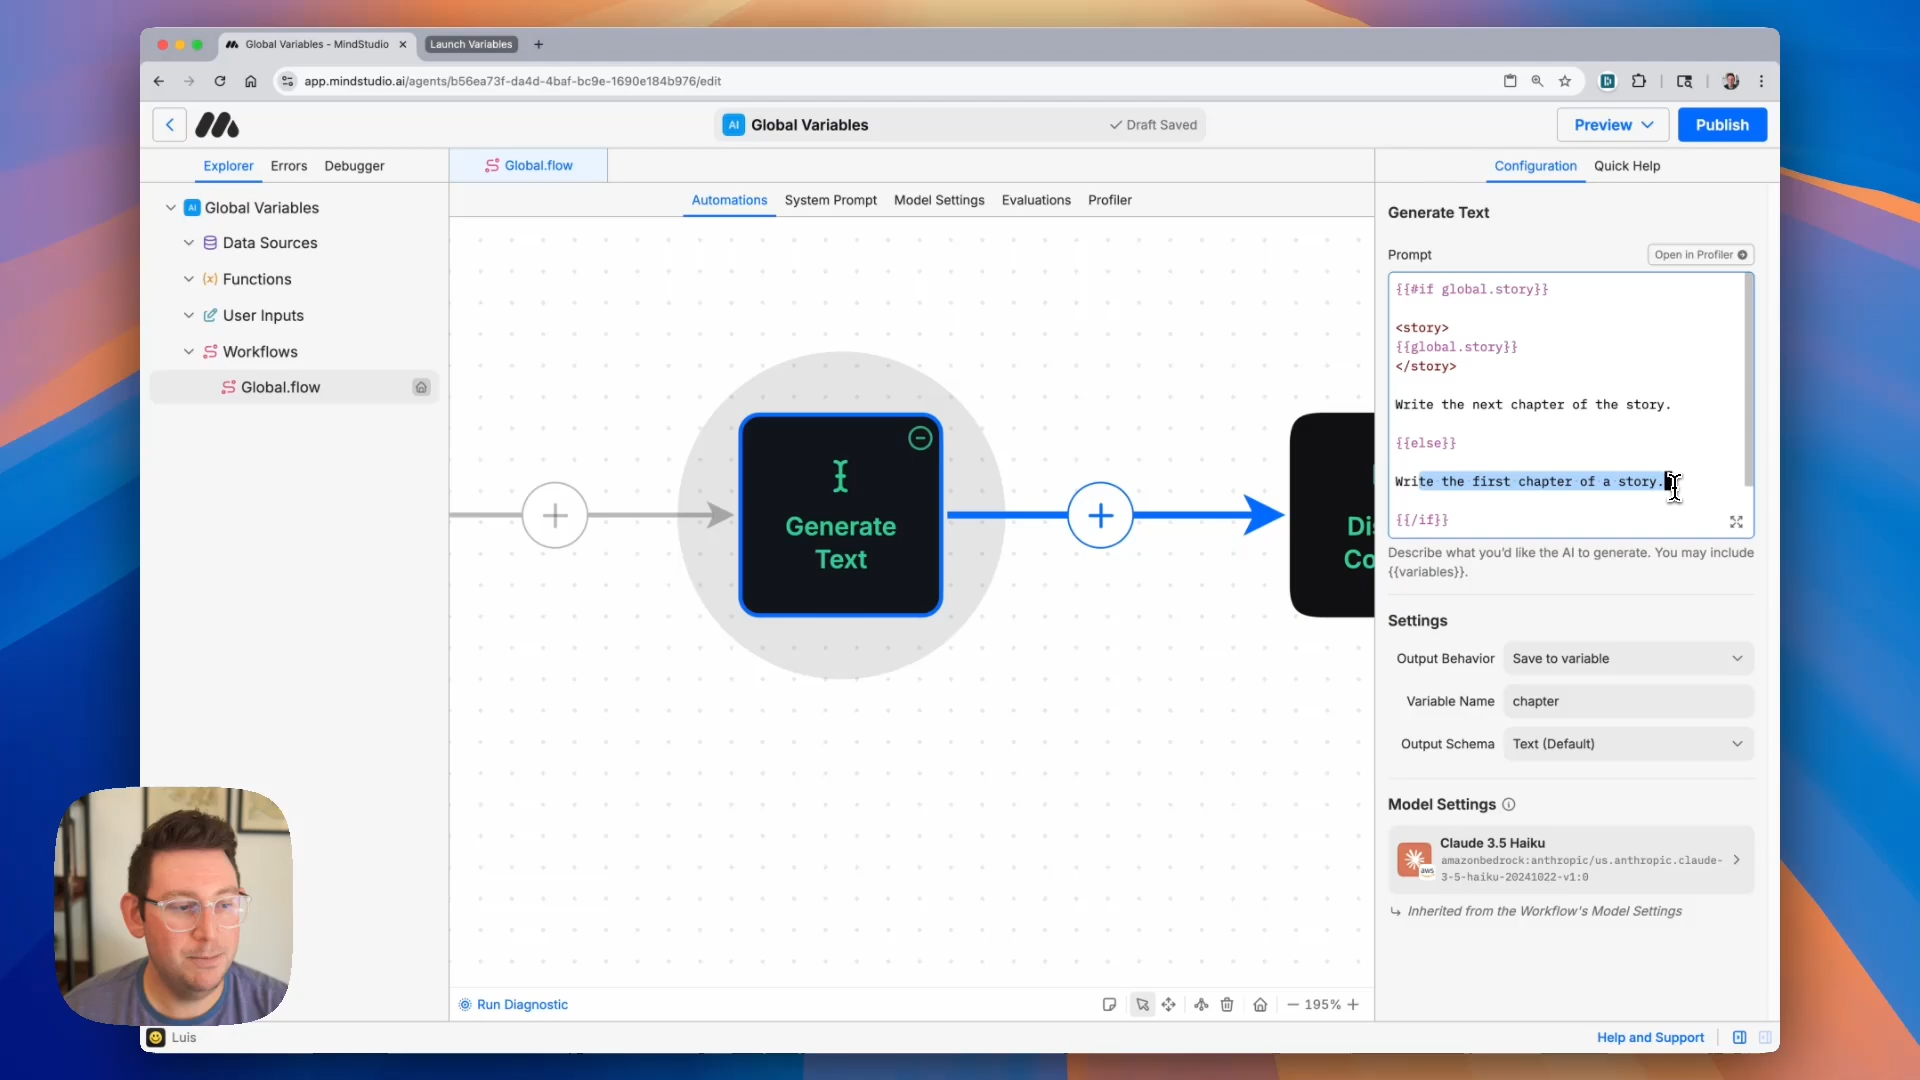 Global Variables - MindStudio
Launch Variables
app.mindstudio.ai/agents/b56ea73f-da4d-4baf-bc9e-1690e184b976/edit
AI Global Variables
Draft Saved
Preview
Publish
Explorer
Errors
Debugger
Global.flow
Configuration
Quick Help
Automations
System Prompt
Model Settings
Evaluations
Profiler
AI Global Variables
Data Sources
(x) Functions
User Inputs
Workflows
Global.flow
Generate
Text
Dis
Co
Generate Text
Prompt
Open in Profiler
{{#if global.story}}
<story>
{{global.story}}
</story>
Write the next chapter of the story.
{{else}}
Write the first chapter of a story.
{{/if}}
Describe what you'd like the AI to generate. You may include
{{variables}}.
Settings
Output Behavior
Save to variable
Variable Name
chapter
Output Schema
Text (Default)
Model Settings
Claude 3.5 Haiku
amazonbedrock:anthropic/us.anthropic.claude-
3-5-haiku-20241022-v1:0
aws
Inherited from the Workflow's Model Settings
Run Diagnostic
195%
Luis
Help and Support